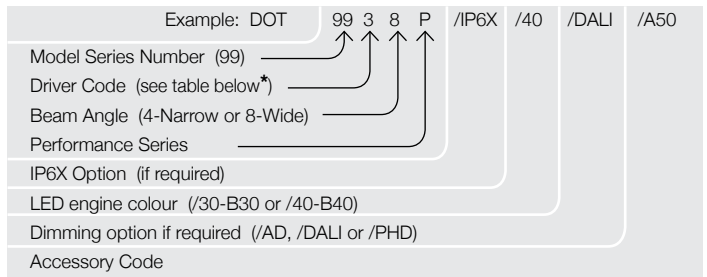 Example: DOT 99 3 8 P /IP6X /40 /DALI /A50
Model Series Number (99)
Driver Code (see table below*)
Beam Angle (4-Narrow or 8-Wide)
Performance Series
IP6X Option (if required)
LED engine colour (/30-B30 or /40-B40)
Dimming option if required (/AD, /DALI or /PHD)
Accessory Code